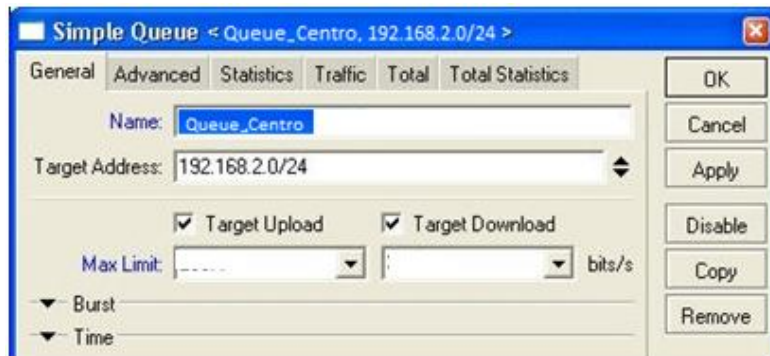 Simple Queue < Queue_Centro, 192.168.2.0/24 >
General Advanced Statistics Traffic Total Total Statistics
OK
Name: Queue_Centro
Cancel
Target Address: 192.168.2.0/24
Apply
Target Upload Target Download
Disable
Max Limit: bits/s
Copy
Burst
Remove
Time